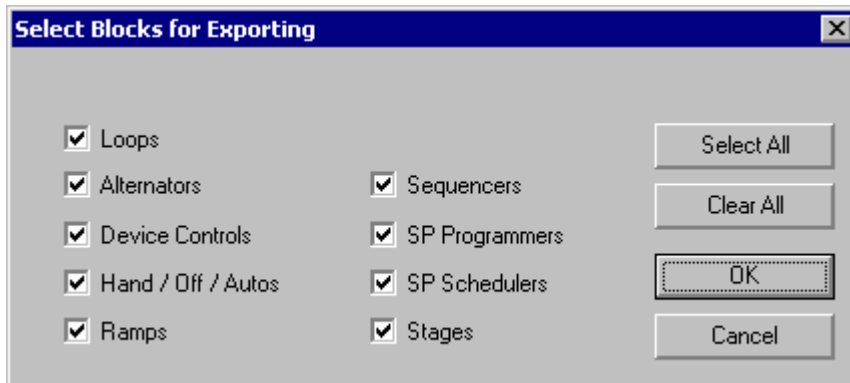 Select Blocks for Exporting
Loops
Select All
Alternators
Sequencers
Clear All
Device Controls
SP Programmers
Hand / Off / Autos
SP Schedulers
OK
Ramps
Stages
Cancel